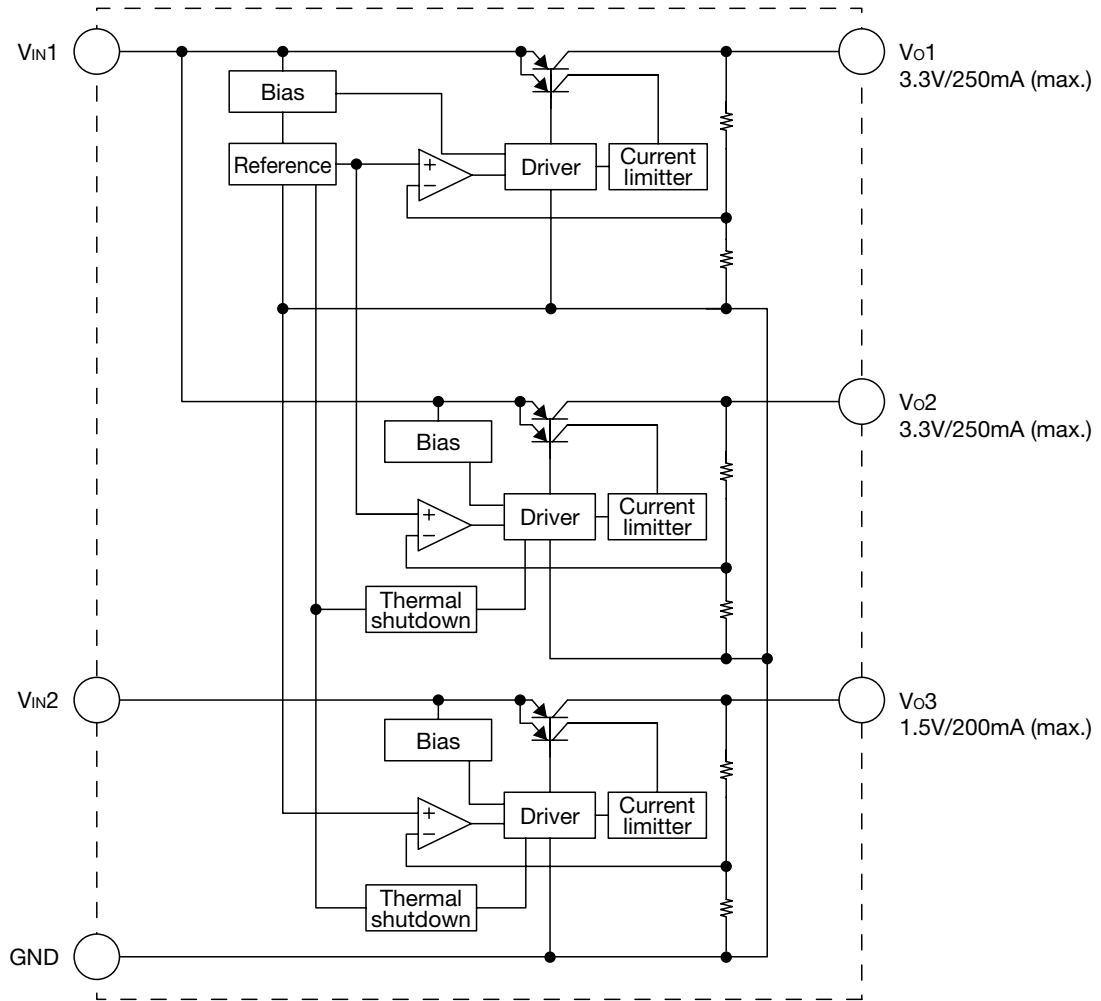 VIN1
Vo1
3.3V/250mA (max.)
Bias
Reference
+
−
Driver
Current
limitter
Vo2
3.3V/250mA (max.)
Bias
+
−
Driver
Current
limitter
Thermal
shutdown
VIN2
Vo3
1.5V/200mA (max.)
Bias
+
−
Driver
Current
limitter
Thermal
shutdown
GND